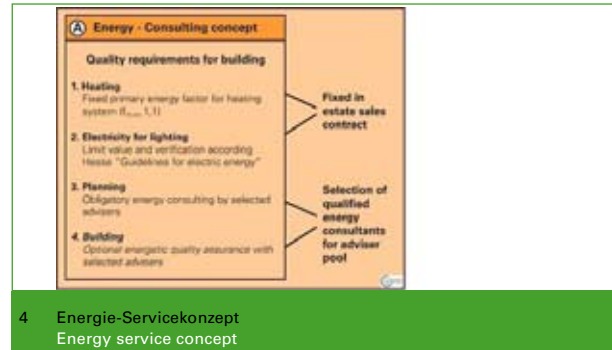 A Energy - Consulting concept
Quality requirements for building
1. Heating
Fixed primary energy factor for heating
system (f 1,1)
2. Electricity for lighting
Limit value and verification according
Hesse "Guidelines for electric energy"
3. Planning
Obligatory energy consulting by selected
advisers
4. Building
Optional energetic quality assurance with
selected advisers
Fixed in
estate sales
contract
Selection of
qualified
energy
consultants
for adviser
pool
4 Energie-Servicekonzept
Energy service concept